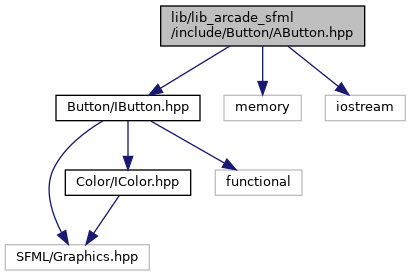 lib/lib_arcade_sfml
/include/Button/AButton.hpp
Button/IButton.hpp
memory
iostream
Color/IColor.hpp
functional
SFML/Graphics.hpp